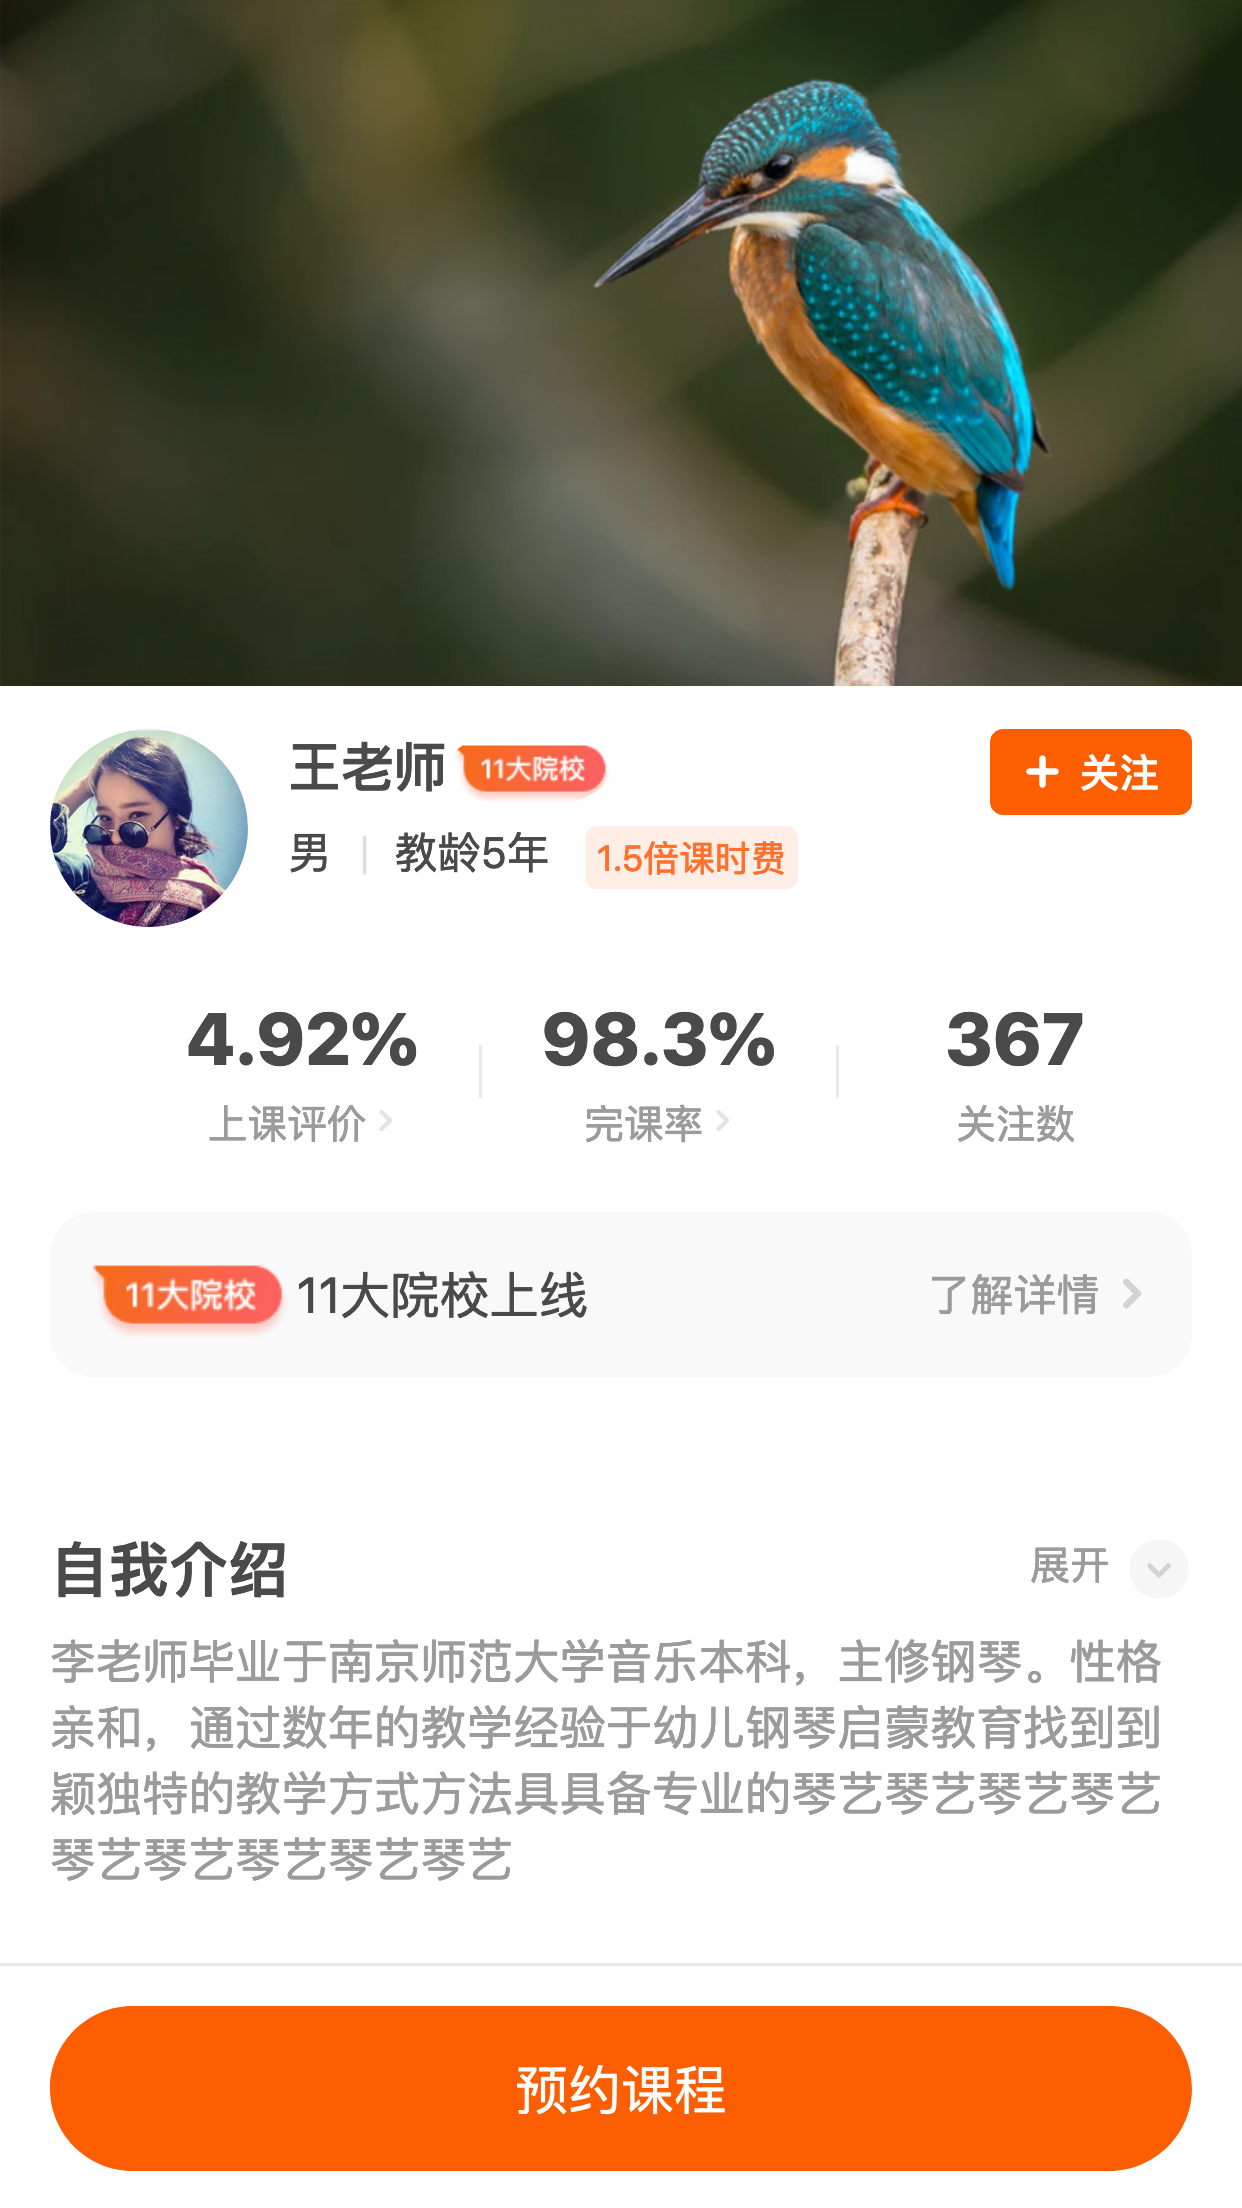 王老师 11大院校
+ 关注
男 | 教龄5年 1.5倍课时费
4.92% 98.3% 367
上课评价 完课率 关注数
11大院校 11大院校上线 了解详情
自我介绍 展开
李老师毕业于南京师范大学音乐本科，主修钢琴。性格
亲和，通过数年的教学经验于幼儿钢琴启蒙教育找到到
颖独特的教学方式方法具具备专业的琴艺琴艺琴艺琴艺
琴艺琴艺琴艺琴艺琴艺
预约课程